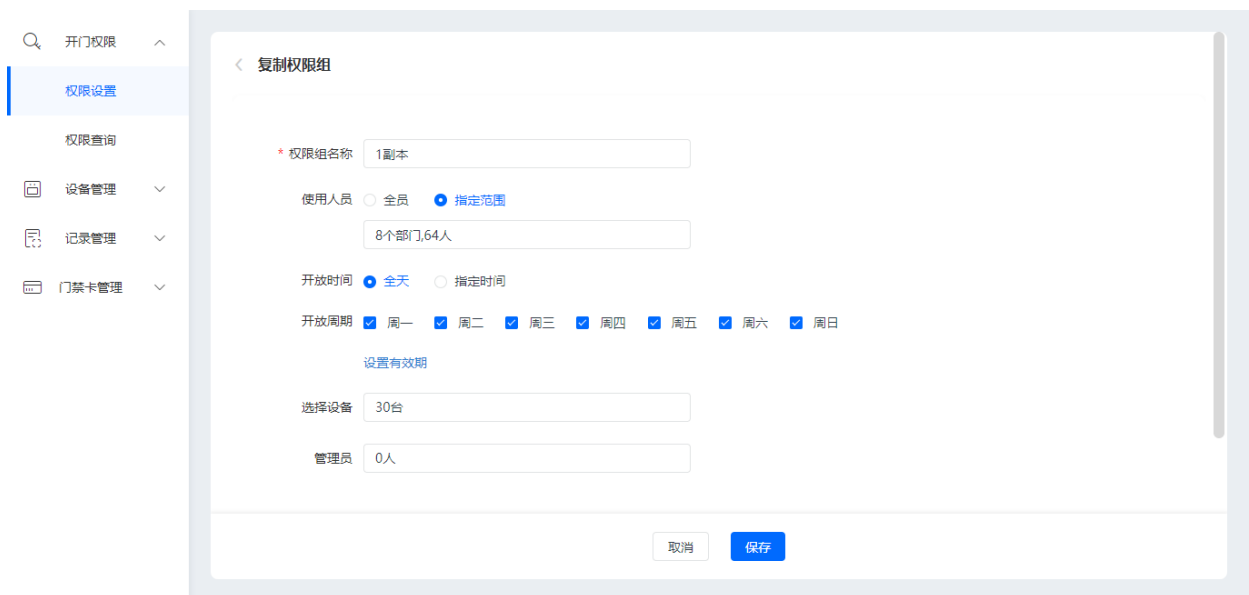 开门权限
权限设置
权限查询
设备管理
记录管理
门禁卡管理
复制权限组
* 权限组名称 1副本
使用人员 全员 指定范围
8个部门,64人
开放时间 全天 指定时间
开放周期 周一 周二 周三 周四 周五 周六 周日
设置有效期
选择设备 30台
管理员 0人
取消 保存